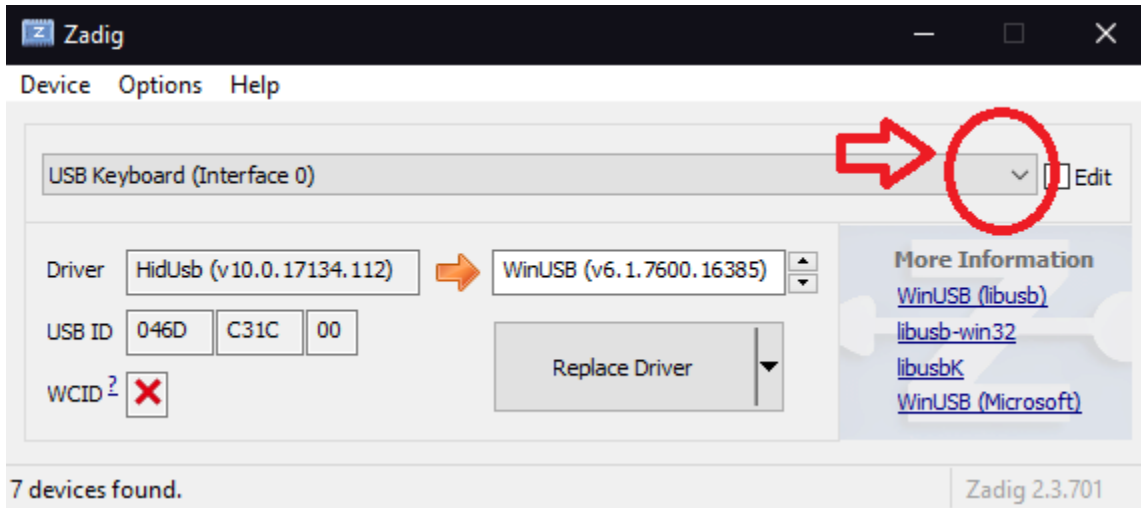 Zadig
Device Options Help
USB Keyboard (Interface 0)
Edit
Driver HidUsb (v10.0.17134.112) WinUSB (v6.1.7600.16385)
USB ID 046D C31C 00
WCID ?
Replace Driver
More Information
WinUSB (libusb)
libusb-win32
libusbK
WinUSB (Microsoft)
7 devices found.
Zadig 2.3.701